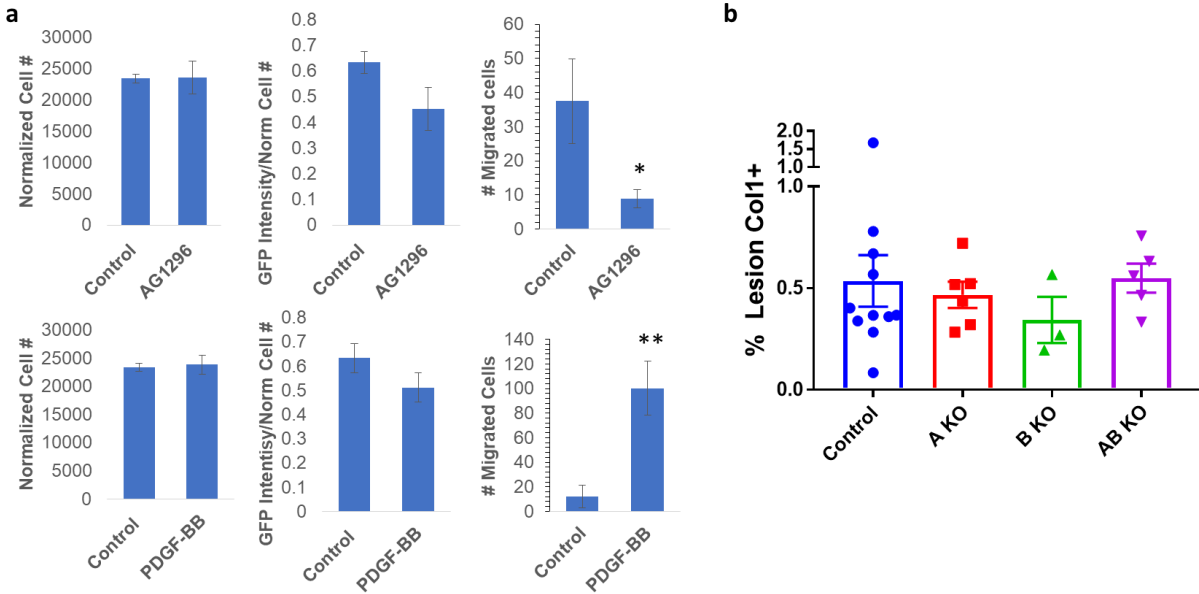 a
Normalized Cell #
30000
25000
20000
15000
10000
5000
0
Control
AG1296
GFP Intensity/Norm Cell #
0.8
0.7
0.6
0.5
0.4
0.3
0.2
0.1
0
Control
AG1296
# Migrated cells
60
50
40
30
20
10
0
*
Control
AG1296
Normalized Cell #
30000
25000
20000
15000
10000
5000
0
Control
PDGF-BB
GFP Intentisy/Norm Cell #
0.8
0.7
0.6
0.5
0.4
0.3
0.2
0.1
0
Control
PDGF-BB
# Migrated Cells
140
120
100
80
60
40
20
0
**
Control
PDGF-BB
b
% Lesion Col1+
2.0
1.5
1.0
1.0
0.5
0.0
Control
A KO
B KO
AB KO